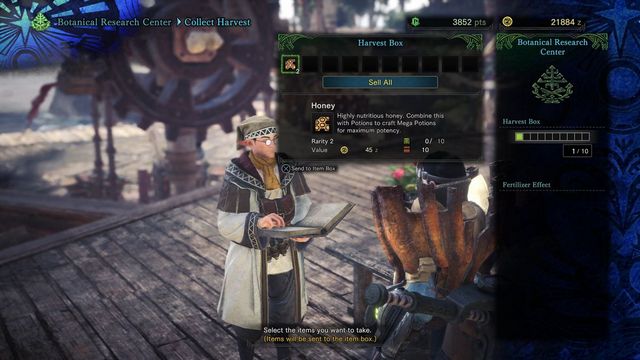 Botanical Research Center Collect Harvest
3852 pts
21884 z
Harvest Box
2
Sell All
Honey
Highly nutritious honey. Combine this
with Potions to craft Mega Potions
for maximum potency.
Rarity 2
0/ 10
Value 45 z
10
Send to Item Box
Botanical Research
Center
Harvest Box
1 / 10
Fertilizer Effect
Select the items you want to take.
(Items will be sent to the item box.)